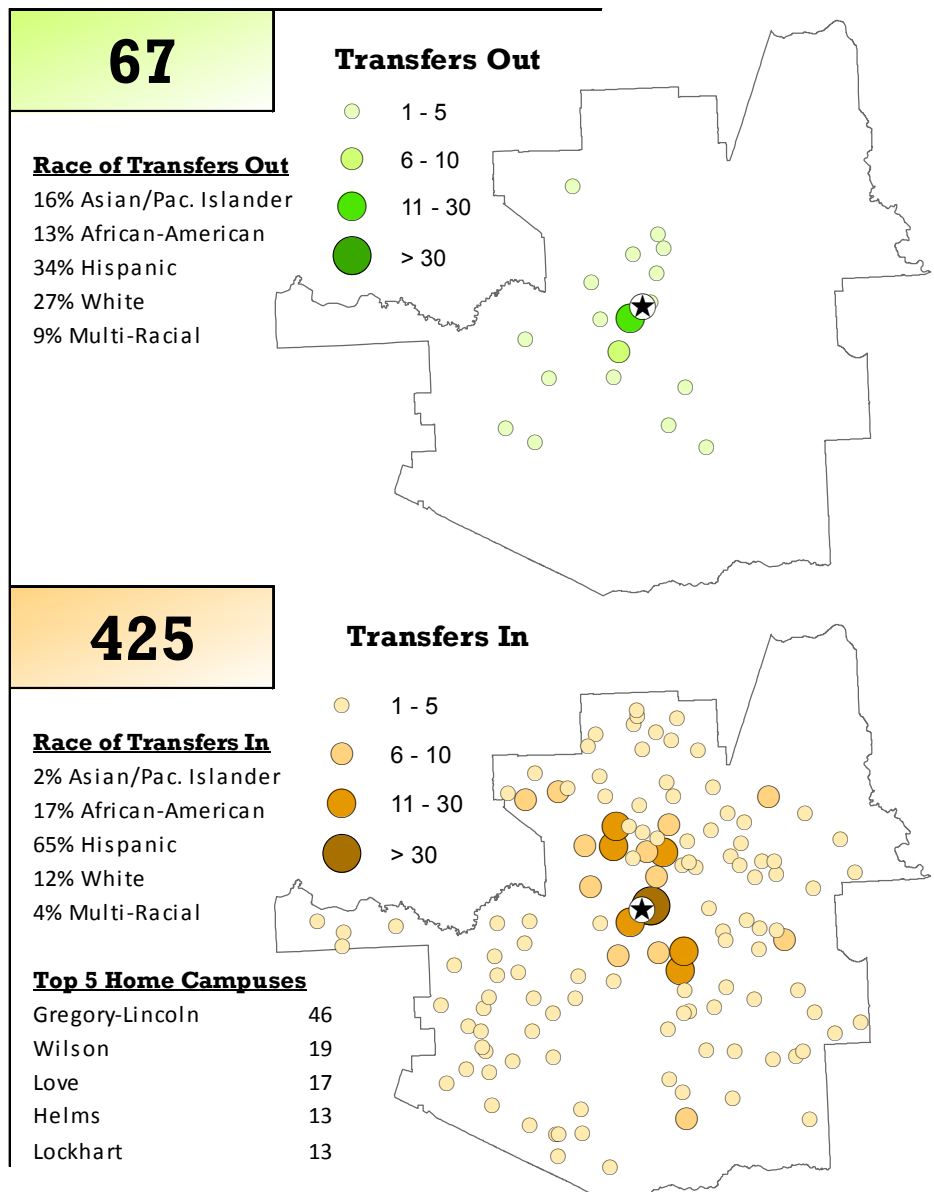 67
Transfers Out
1 - 5
6 - 10
11 - 30
> 30
Race of Transfers Out
16% Asian/Pac. Islander
13% African-American
34% Hispanic
27% White
9% Multi-Racial
425
Transfers In
1 - 5
6 - 10
11 - 30
> 30
Race of Transfers In
2% Asian/Pac. Islander
17% African-American
65% Hispanic
12% White
4% Multi-Racial
Top 5 Home Campuses
Gregory-Lincoln 46
Wilson 19
Love 17
Helms 13
Lockhart 13